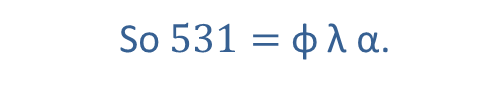 So 531 = ϕ λ α.